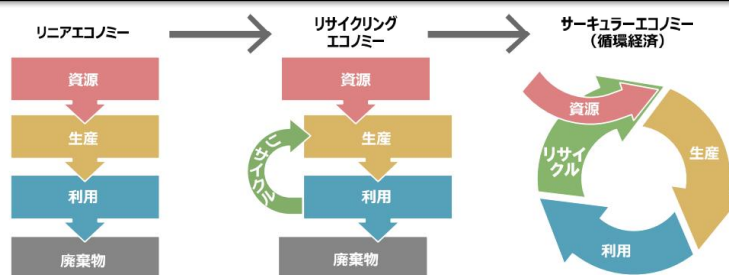 リニアエコノミー
資源
生産
利用
廃棄物
リサイクリング
エコノミー
資源
生産
リサイクル
利用
廃棄物
サーキュラーエコノミー
（循環経済）
資源
生産
利用
リサイ
クル